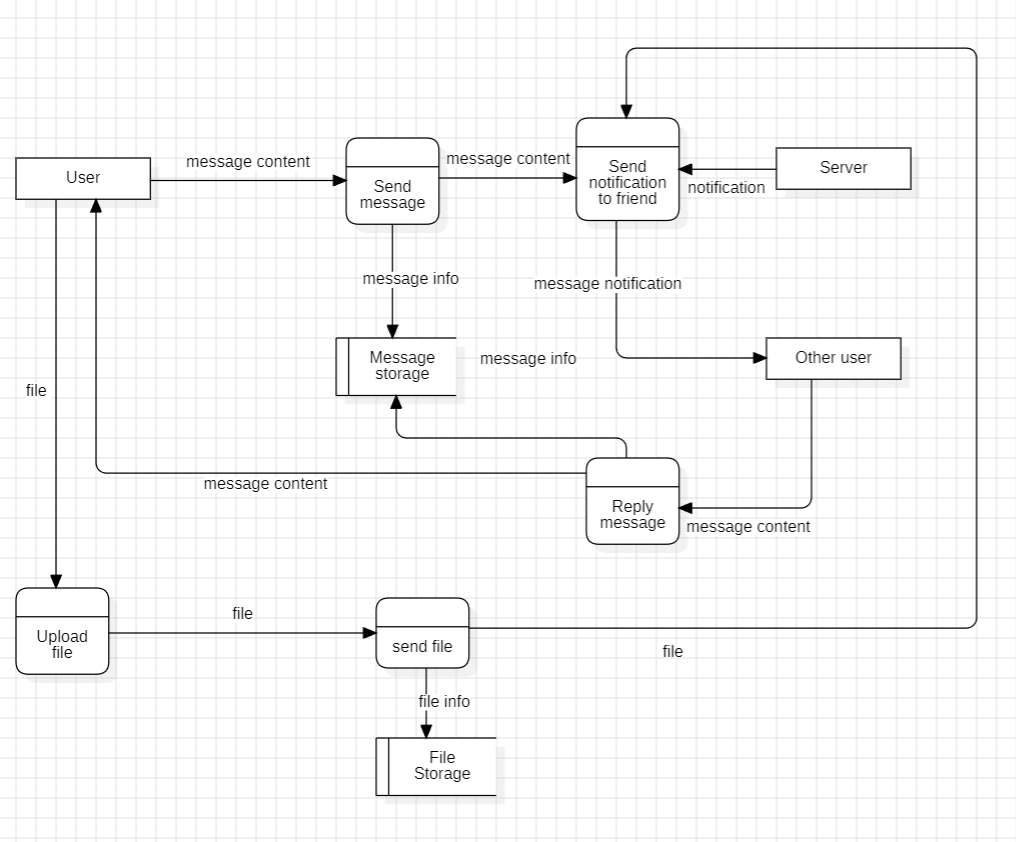 message content
message content
Send
notification
to friend
Server
User
Send
message
notification
message info
message notification
Message
storage
message info
Other user
file
message content
Reply
message
message content
file
Upload
file
send file
file
file info
File
Storage